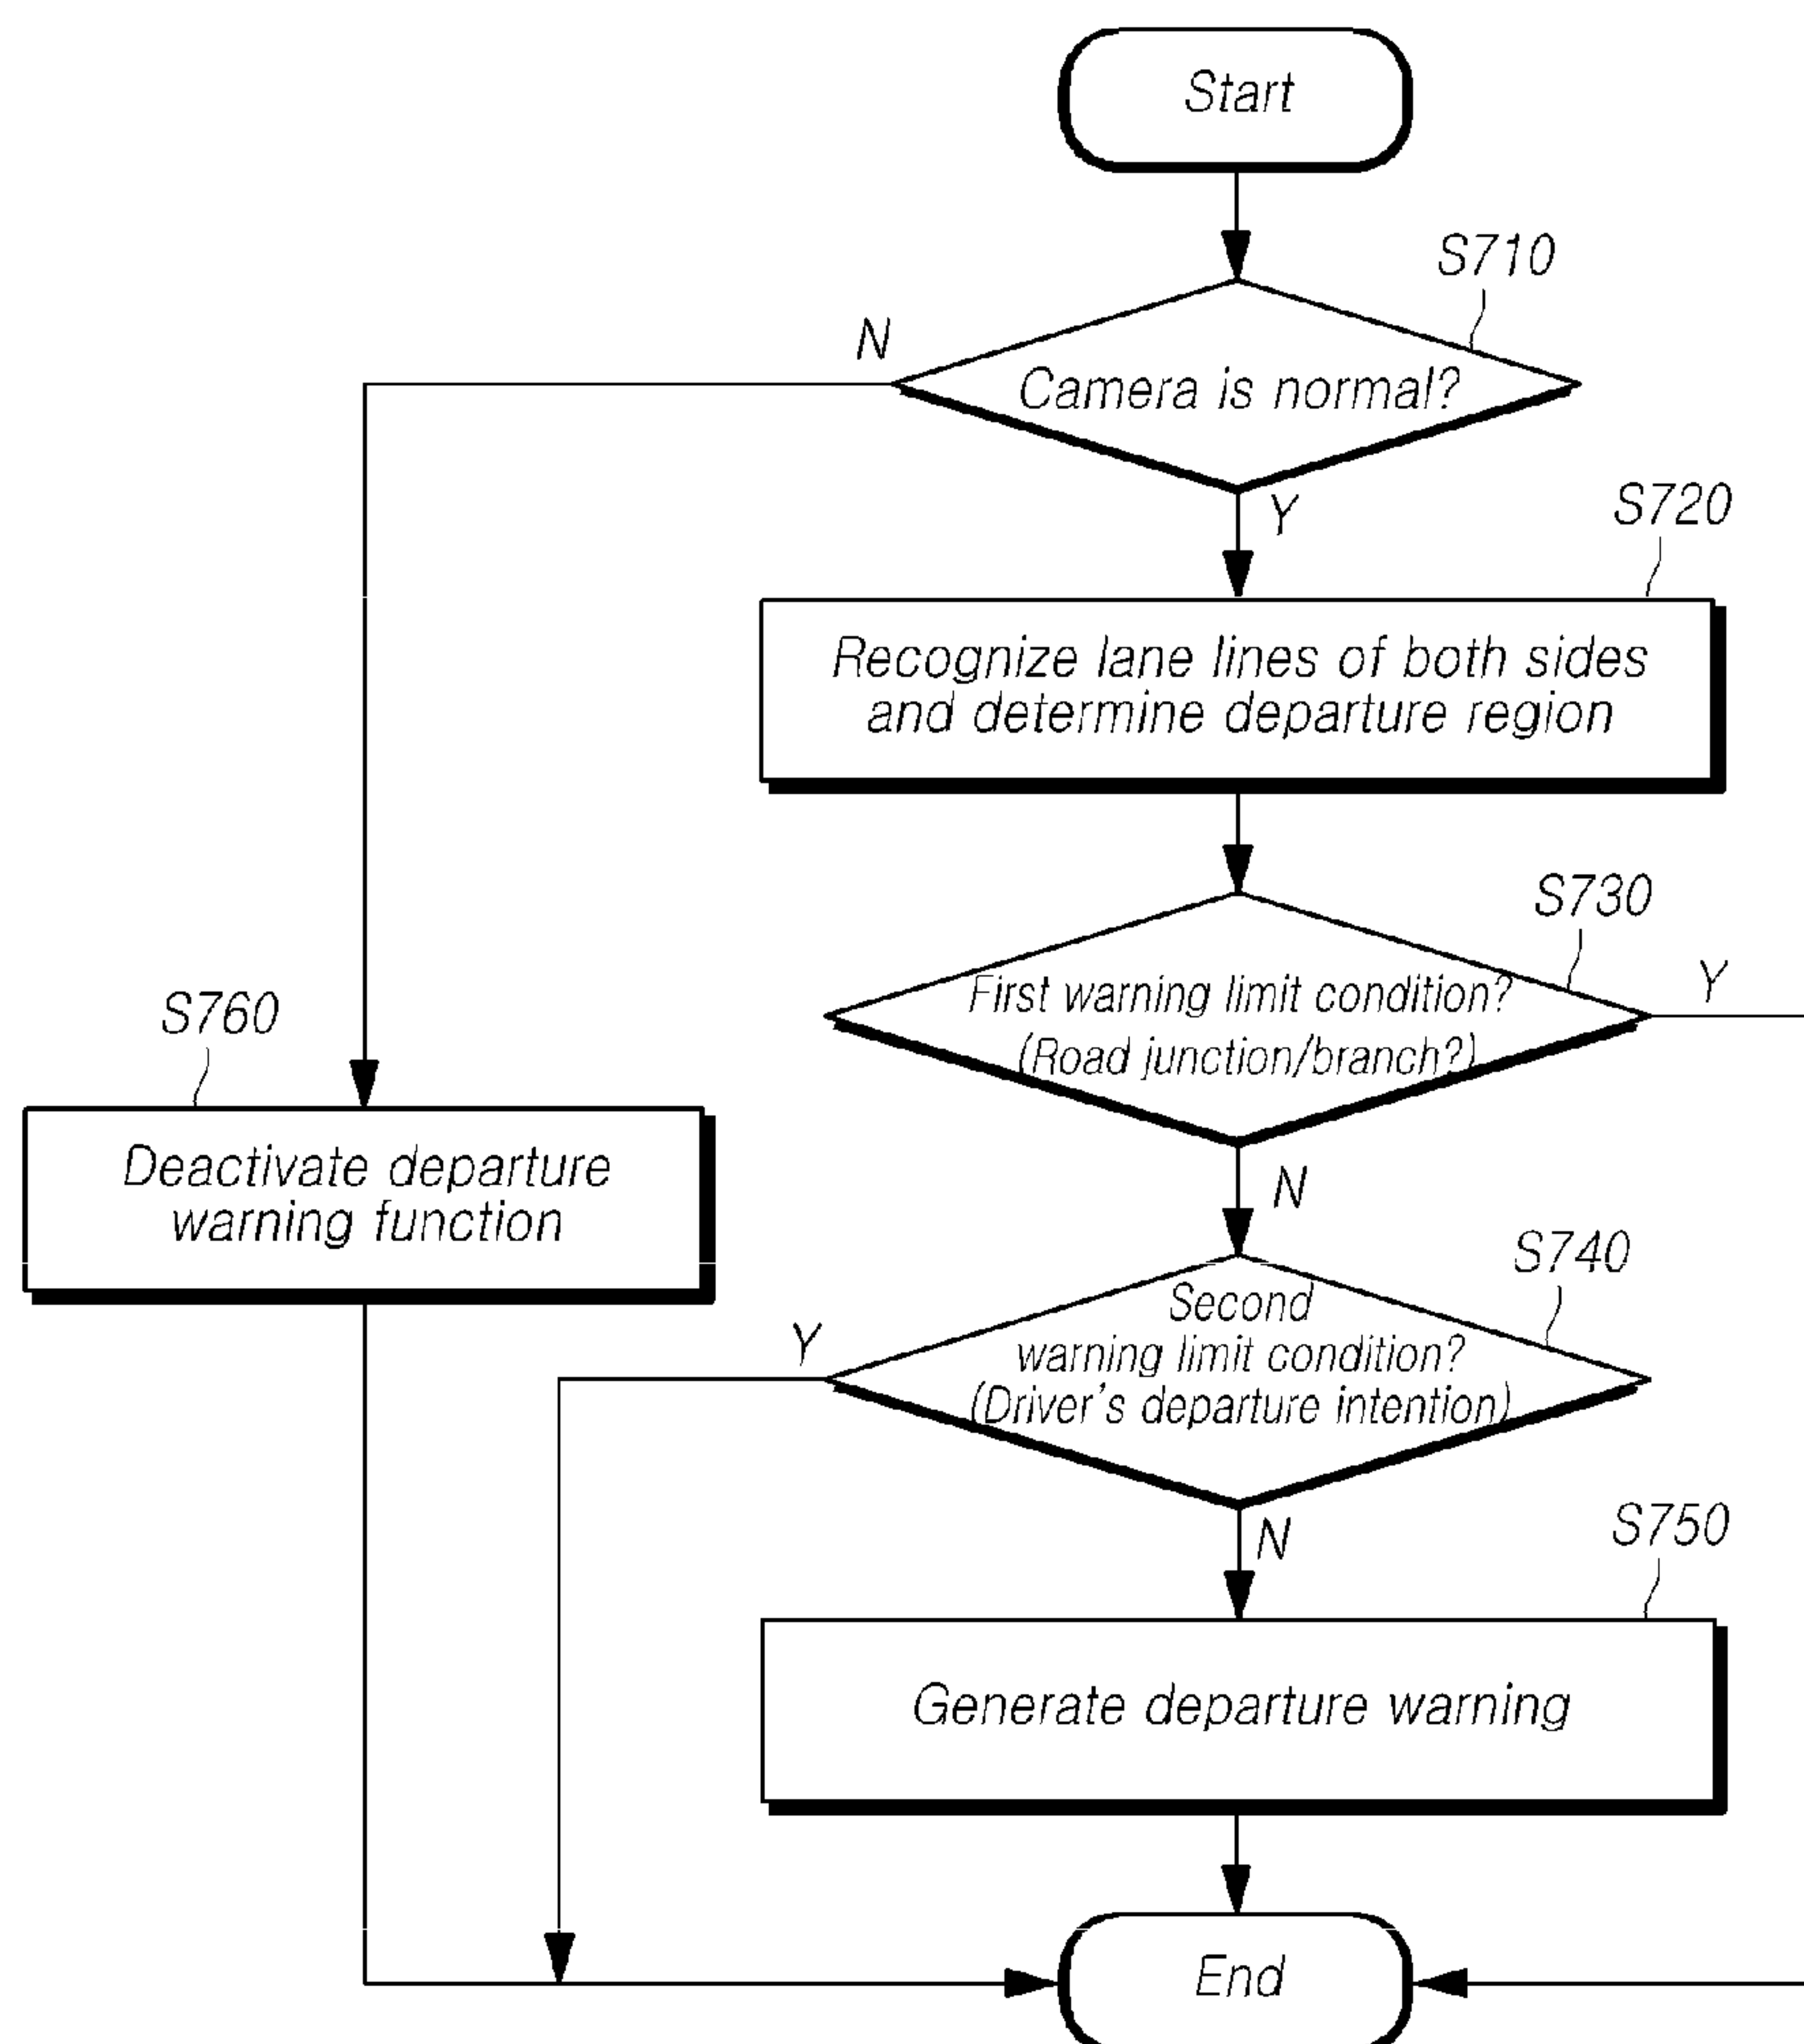 Start
S710
N
Camera is normal?
Y
S720
Recognize lane lines of both sides
and determine departure region
S730
First warning limit condition?
Y
(Road junction/branch?)
S760
Deactivate departure
warning function
N
S740
Second
Y
warning limit condition?
(Driver's departure intention)
N
S750
Generate departure warning
End